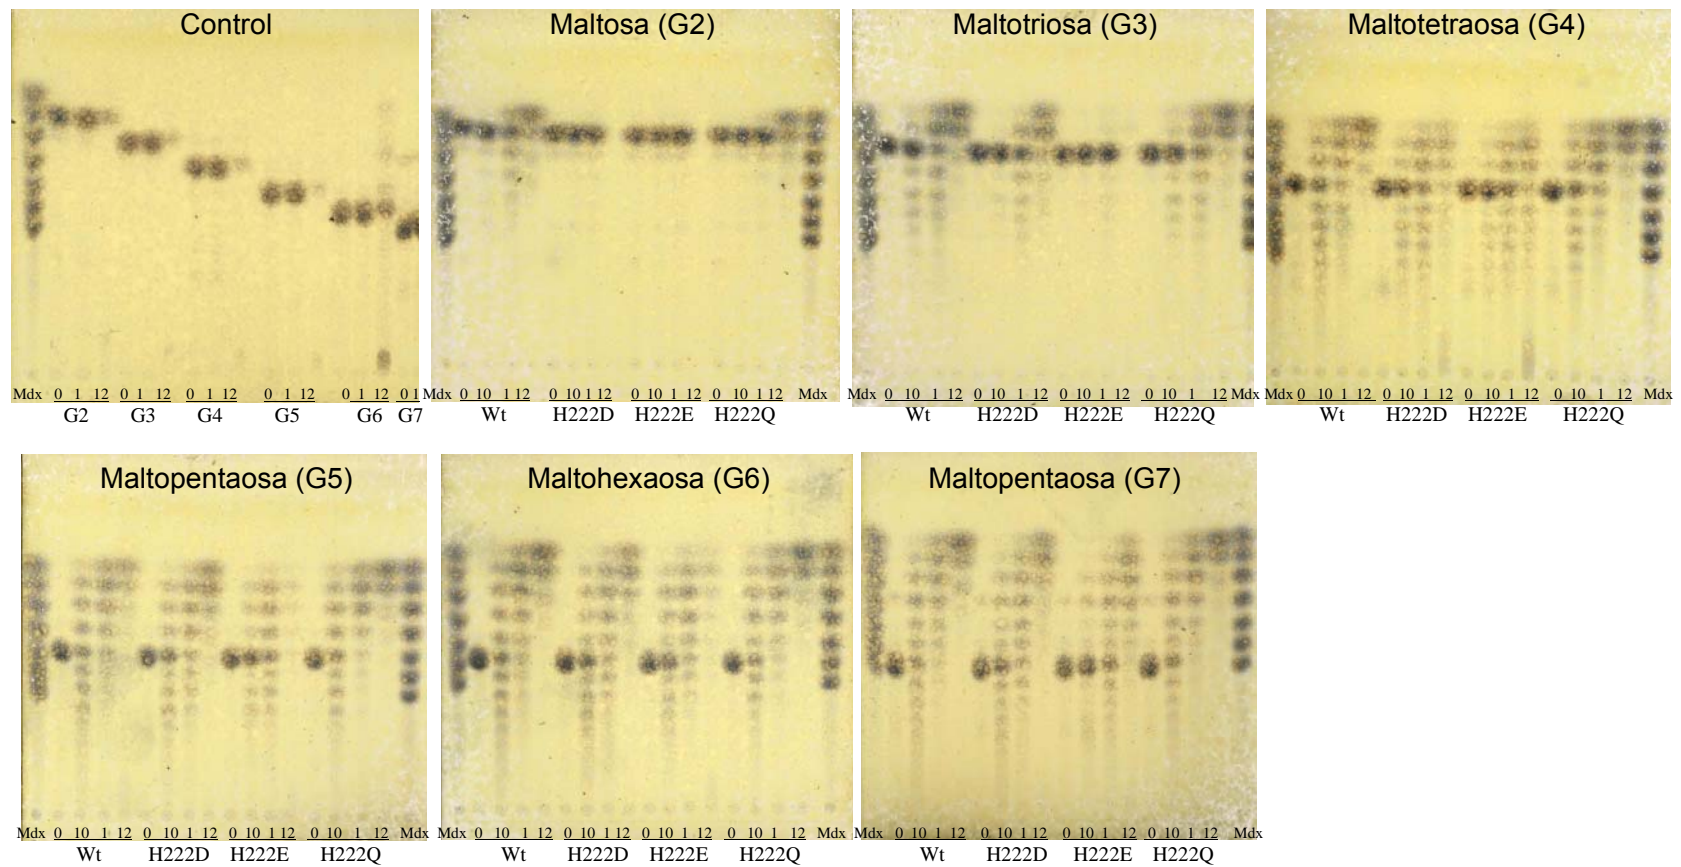 Control
Maltosa (G2)
Maltotriosa (G3)
Maltotetraosa (G4)
Mdx 0 1 12 0 1 12 0 1 12 0 1 12 0 1 12 0 1
G2 G3 G4 G5 G6 G7
Mdx 0 10 1 12 0 10 1 12 0 10 1 12 0 10 1 12 Mdx
Wt H222D H222E H222Q
Mdx 0 10 1 12 0 10 1 12 0 10 1 12 0 10 1 12 Mdx
Wt H222D H222E H222Q
Mdx 0 10 1 12 0 10 1 12 0 10 1 12 0 10 1 12 Mdx
Wt H222D H222E H222Q
Maltopentaosa (G5)
Maltohexaosa (G6)
Maltopentaosa (G7)
Mdx 0 10 1 12 0 10 1 12 0 10 1 12 0 10 1 12 Mdx
Wt H222D H222E H222Q
0 10 1 12 0 10 1 12 0 10 1 12 0 10 1 12 Mdx
Wt H222D H222E H222Q
Mdx 0 10 1 12 0 10 1 12 0 10 1 12 0 10 1 12 Mdx
Wt H222D H222E H222Q